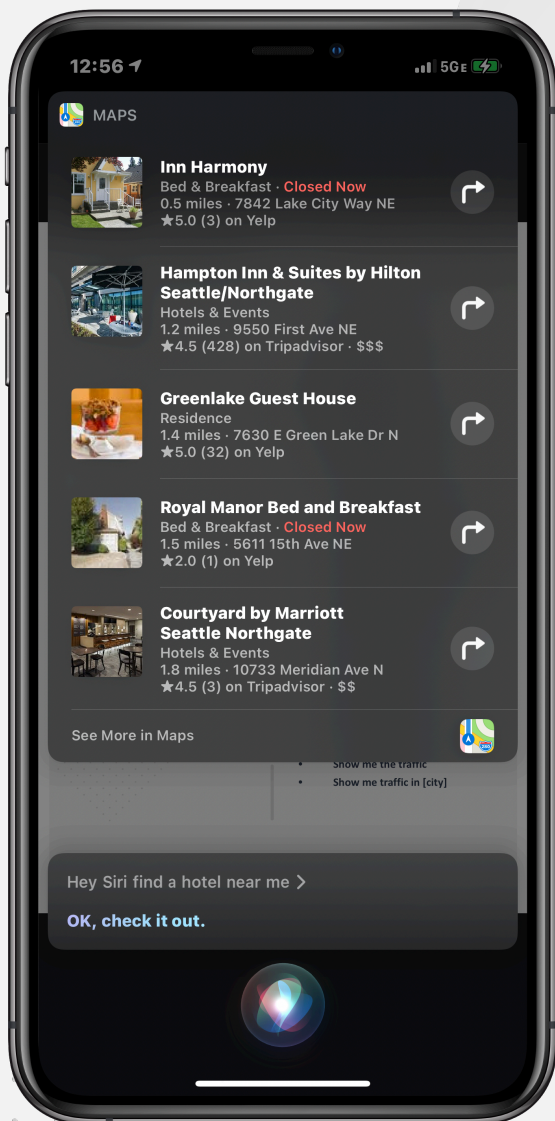 12:56
5GE
MAPS
Inn Harmony
Bed & Breakfast · Closed Now
0.5 miles · 7842 Lake City Way NE
★5.0 (3) on Yelp
Hampton Inn & Suites by Hilton
Seattle/Northgate
Hotels & Events
1.2 miles · 9550 First Ave NE
★4.5 (428) on Tripadvisor · $$$
Greenlake Guest House
Residence
1.4 miles · 7630 E Green Lake Dr N
★5.0 (32) on Yelp
Royal Manor Bed and Breakfast
Bed & Breakfast · Closed Now
1.5 miles · 5611 15th Ave NE
★2.0 (1) on Yelp
Courtyard by Marriott
Seattle Northgate
Hotels & Events
1.8 miles · 10733 Meridian Ave N
★4.5 (3) on Tripadvisor · $$
See More in Maps
• Show me the traffic
• Show me traffic in [city]
Hey Siri find a hotel near me >
OK, check it out.